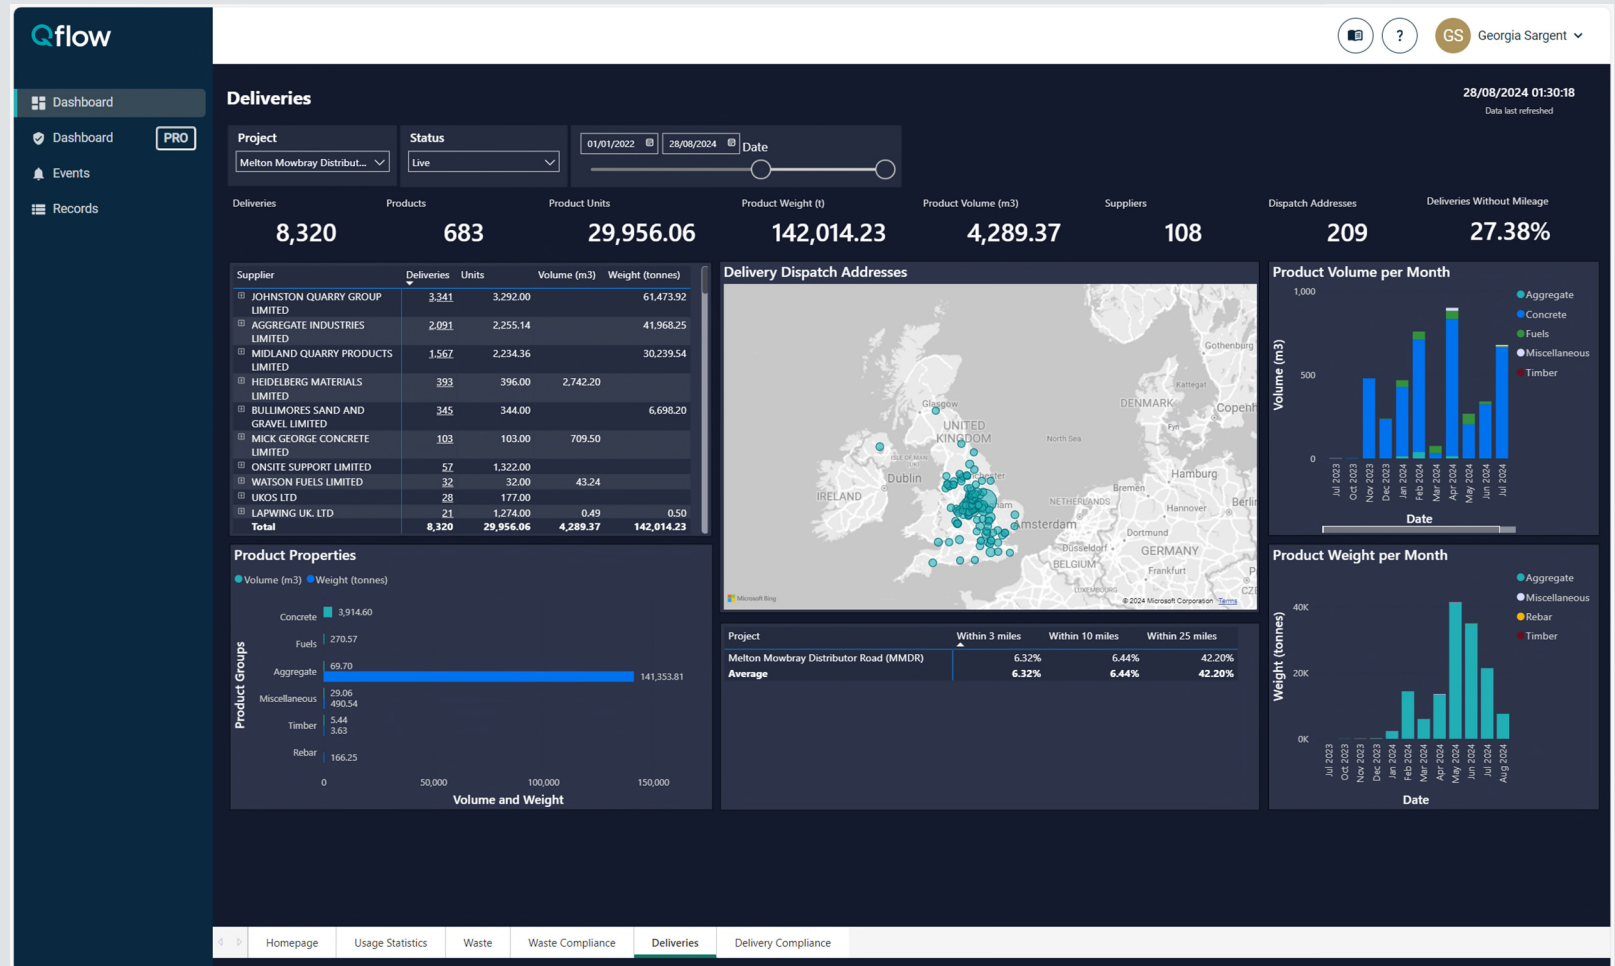 Qflow
GS Georgia Sargent
Dashboard
Dashboard PRO
Events
Records
Deliveries
28/08/2024 01:30:18
Data last refreshed
Project
Melton Mowbray Distribut...
Status
Live
01/01/2022 28/08/2024 Date
Deliveries Products Product Units Product Weight (t) Product Volume (m3) Suppliers Dispatch Addresses Deliveries Without Mileage
8,320 683 29,956.06 142,014.23 4,289.37 108 209 27.38%
Supplier Deliveries Units Volume (m3) Weight (tonnes)
JOHNSTON QUARRY GROUP LIMITED 3,341 3,292.00 61,473.92
AGGREGATE INDUSTRIES LIMITED 2,091 2,255.14 41,968.25
MIDLAND QUARRY PRODUCTS LIMITED 1,567 2,234.36 30,239.54
HEIDELBERG MATERIALS LIMITED 393 396.00 2,742.20
BULLIMORES SAND AND GRAVEL LIMITED 345 344.00 6,698.20
MICK GEORGE CONCRETE LIMITED 103 103.00 709.50
ONSITE SUPPORT LIMITED 57 1,322.00
WATSON FUELS LIMITED 32 32.00 43.24
UKOS LTD 28 177.00
LAPWING UK. LTD 21 1,274.00 0.49 0.50
Total 8,320 29,956.06 4,289.37 142,014.23
Delivery Dispatch Addresses
Gothenburg
Kattegat
Glasgow
DENMARK
Copenh
Fyn
UNITED
KINGDOM
North Sea
ISLE OF MAN
Dublin
Hamburg
IRELAND
Bremen
NETHERLANDS
Berlin
Hannover
Amsterdam
Dortmund
Düsseldorf
GERMANY
BELGIUM
Frankfurt
LUXEMBOURG
CZE
Microsoft Bing
© 2024 Microsoft Corporation Terms
Project Within 3 miles Within 10 miles Within 25 miles
Melton Mowbray Distributor Road (MMDR) 6.32% 6.44% 42.20%
Average 6.32% 6.44% 42.20%
Product Volume per Month
Aggregate
Concrete
Fuels
Miscellaneous
Timber
Volume (m3)
1,000
500
0
Jul 2023 Oct 2023 Nov 2023 Dec 2023 Jan 2024 Feb 2024 Mar 2024 Apr 2024 May 2024 Jun 2024 Jul 2024
Date
Product Properties
Volume (m3) Weight (tonnes)
Product Groups
Concrete 3,914.60
Fuels 270.57
Aggregate 69.70
141,353.81
Miscellaneous 29.06
490.54
Timber 5.44
3.63
Rebar 166.25
0 50,000 100,000 150,000
Volume and Weight
Product Weight per Month
Aggregate
Miscellaneous
Rebar
Timber
Weight (tonnes)
40K
20K
0K
Jul 2023 Oct 2023 Nov 2023 Dec 2023 Jan 2024 Feb 2024 Mar 2024 Apr 2024 May 2024 Jun 2024 Jul 2024 Aug 2024
Date
Homepage Usage Statistics Waste Waste Compliance Deliveries Delivery Compliance